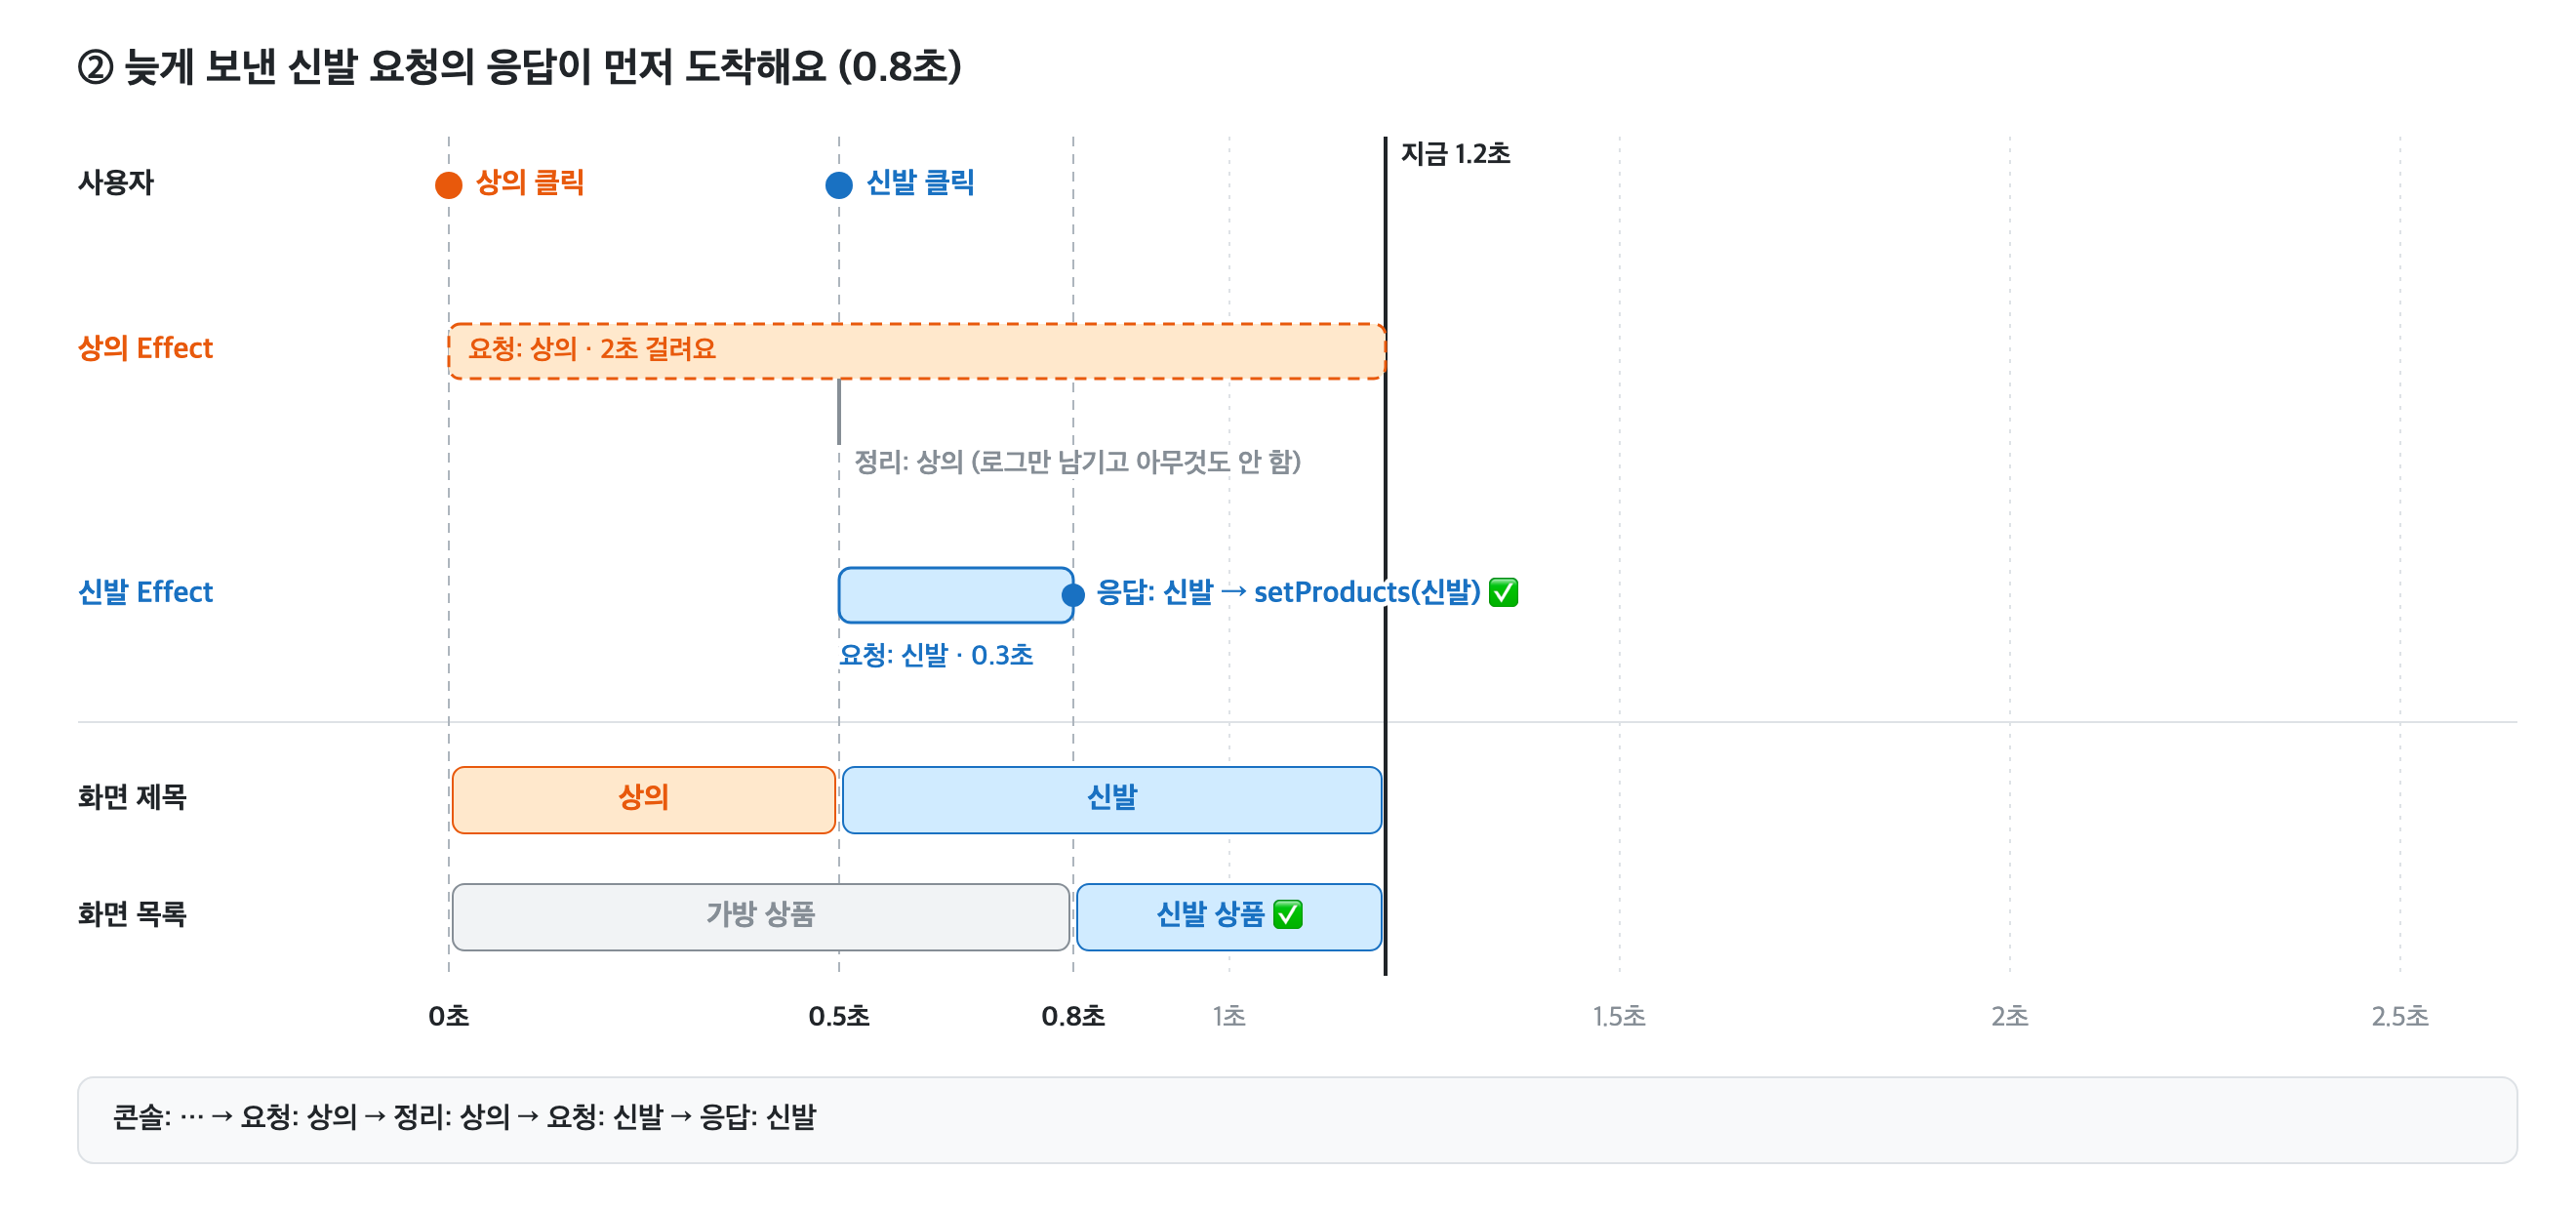 ② 늦게 보낸 신발 요청의 응답이 먼저 도착해요 (0.8초)
지금 1.2초
사용자
상의 클릭
신발 클릭
상의 Effect
요청: 상의 · 2초 걸려요
정리: 상의 (로그만 남기고 아무것도 안 함)
신발 Effect
응답: 신발 → setProducts(신발) ✅
요청: 신발 · 0.3초
화면 제목
상의
신발
화면 목록
가방 상품
신발 상품 ✅
0초
0.5초
0.8초
1초
1.5초
2초
2.5초
콘솔: ⋯ → 요청: 상의 → 정리: 상의 → 요청: 신발 → 응답: 신발